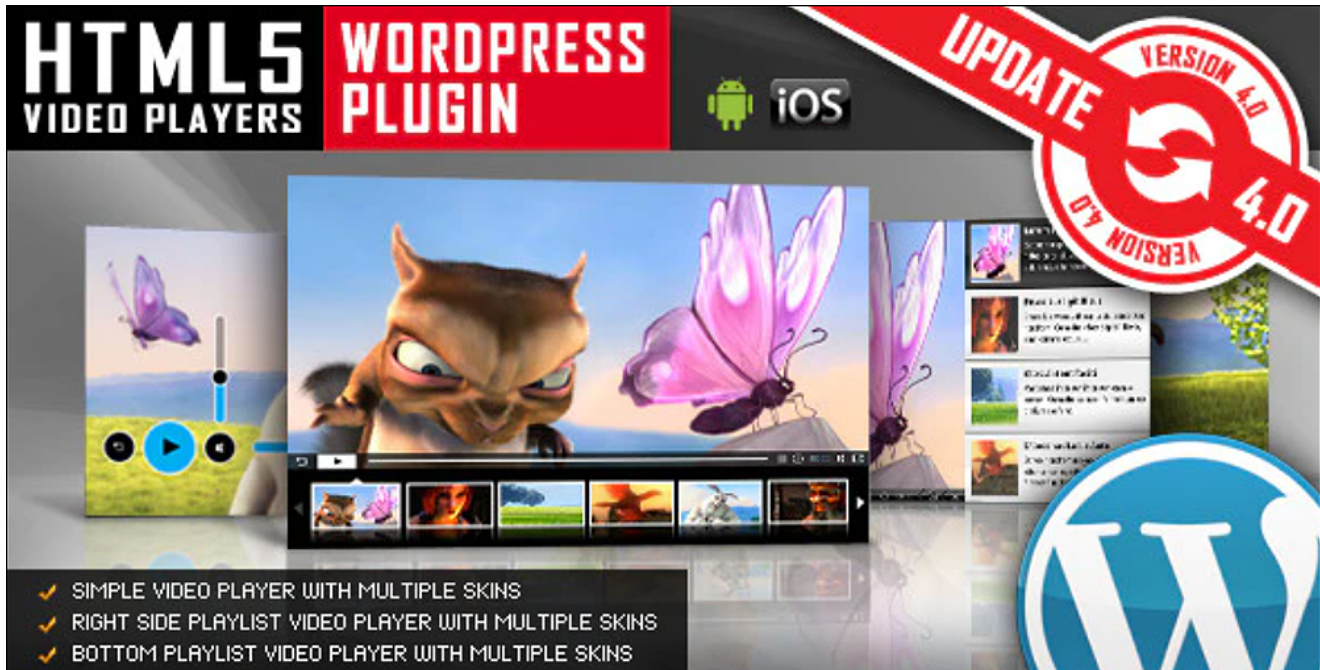 HTML5
VIDEO PLAYERS
WORDPRESS
PLUGIN
iOS
UPDATE 4.0
VERSION 4.0
VERSION 4.0
W
SIMPLE VIDEO PLAYER WITH MULTIPLE SKINS
RIGHT SIDE PLAYLIST VIDEO PLAYER WITH MULTIPLE SKINS
BOTTOM PLAYLIST VIDEO PLAYER WITH MULTIPLE SKINS